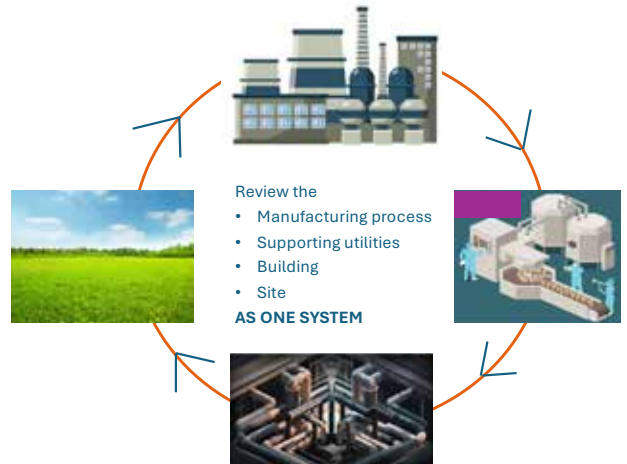 Review the
• Manufacturing process
• Supporting utilities
• Building
• Site
AS ONE SYSTEM